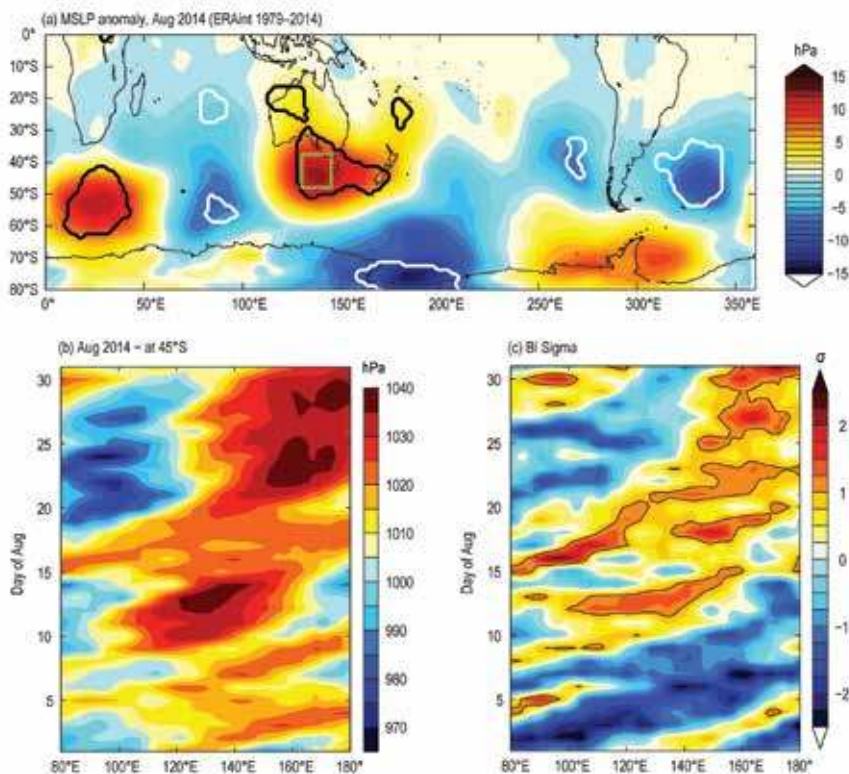 (a) MSLP anomaly, Aug 2014 (ERAint 1979–2014)
hPa
0°
10°S
20°S
30°S
40°S
50°S
60°S
70°S
80°S
0°
50°E
100°E
150°E
200°E
250°E
300°E
350°E
15
10
5
1
0
−1
−5
−10
−15
(b) Aug 2014 – at 45°S
hPa
Day of Aug
30
25
20
15
10
5
80°E
100°E
120°E
140°E
160°E
180°
1040
1030
1020
1010
1000
990
980
970
(c) BI Sigma
σ
Day of Aug
30
25
20
15
10
5
80°E
100°E
120°E
140°E
160°E
180°
2
1
0
−1
−2